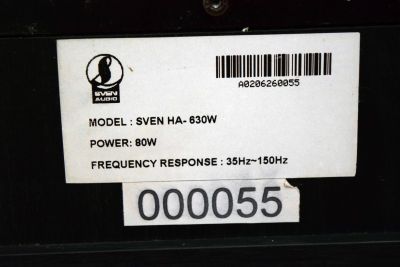 SVEN
AUDIO
A0206260055
MODEL : SVEN HA- 630W
POWER: 80W
FREQUENCY RESPONSE : 35Hz~150Hz
000055